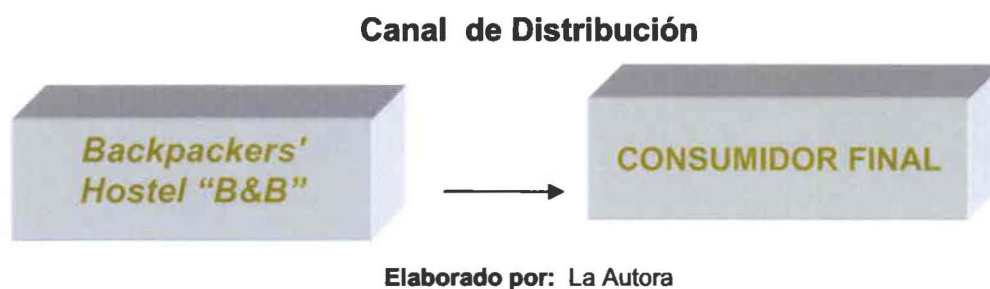 Canal de Distribución
Backpackers'
Hostel “B&B”
CONSUMIDOR FINAL
Elaborado por: La Autora